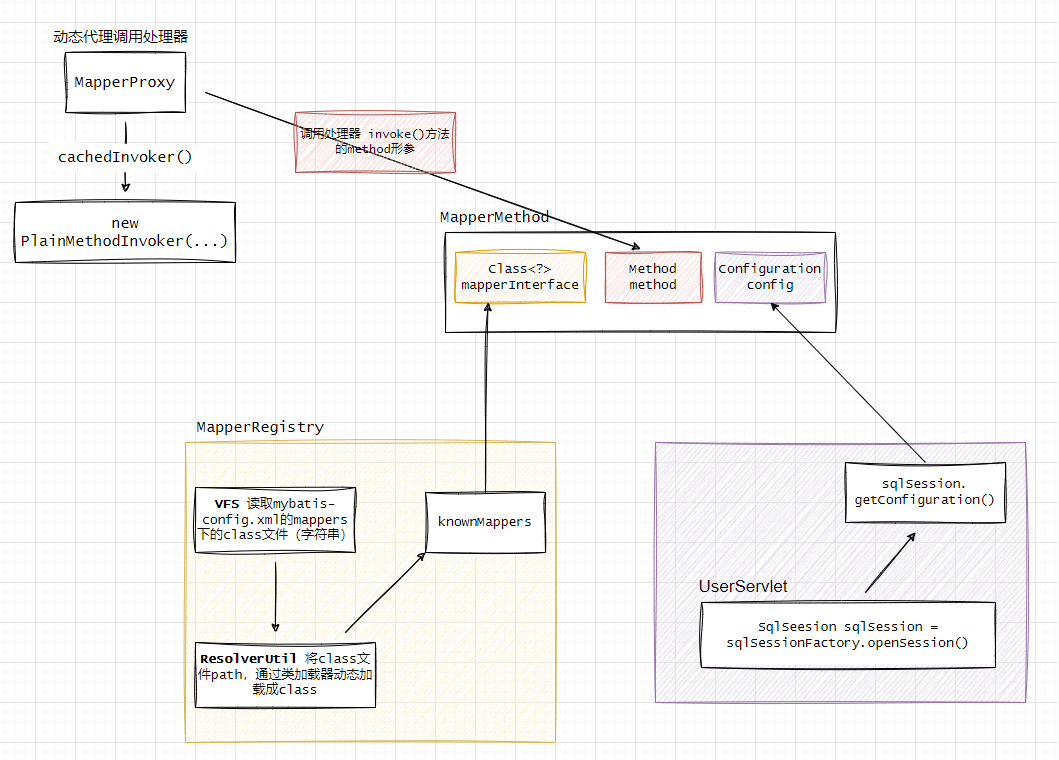 动态代理调用处理器
MapperProxy
cachedInvoker()
new
PlainMethodInvoker(...)
调用处理器 invoke()方法
的method形参
MapperMethod
Class<?>
mapperInterface
Method
method
Configuration
config
MapperRegistry
VFS 读取mybatis-
config.xml的mappers
下的class文件（字符串）
knownMappers
ResolverUtil 将class文
件path，通过类加载器动态加
载成class
sqlSession.
getConfiguration()
UserServlet
SqlSeesion sqlSession =
sqlSessionFactory.openSession()